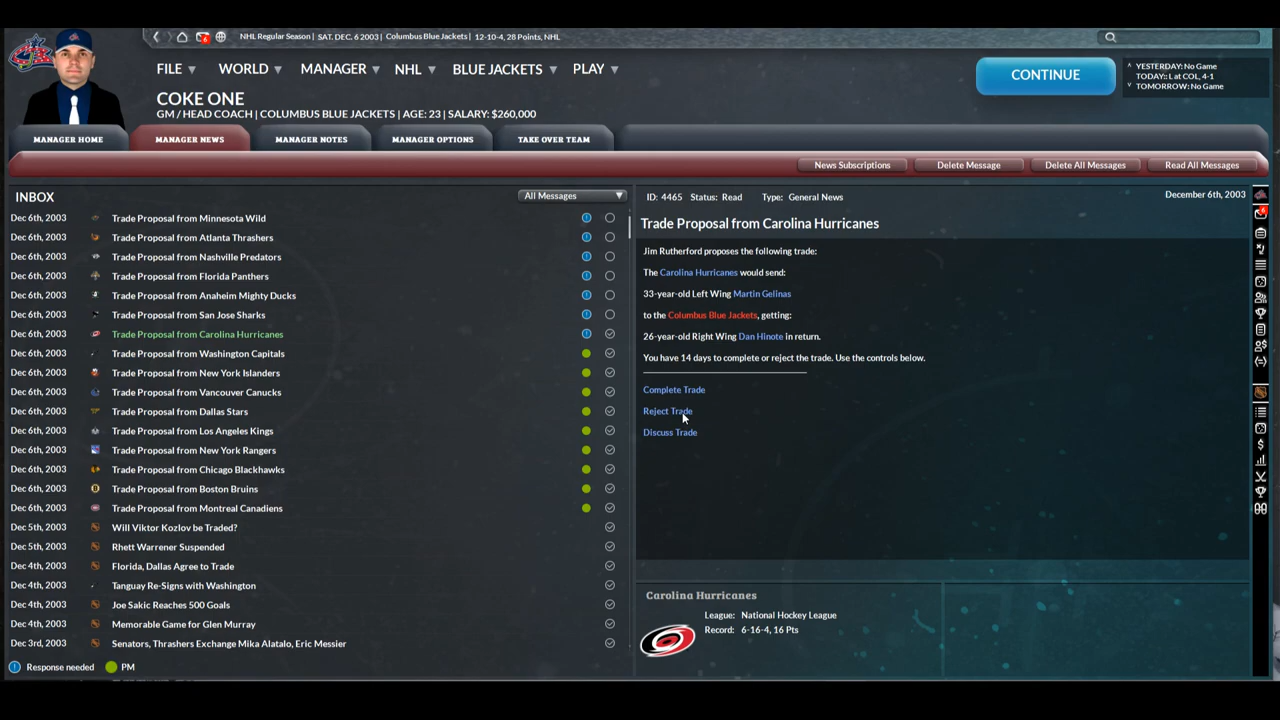 NHL Regular Season | SAT. DEC. 6 2003 | Columbus Blue Jackets | 12-10-4, 28 Points, NHL
6
FILE WORLD MANAGER NHL BLUE JACKETS PLAY
CONTINUE
YESTERDAY: No Game
TODAY:: L at COL, 4-1
TOMORROW: No Game
COKE ONE
GM / HEAD COACH | COLUMBUS BLUE JACKETS | AGE: 23 | SALARY: $260,000
MANAGER HOME MANAGER NEWS MANAGER NOTES MANAGER OPTIONS TAKE OVER TEAM
News Subscriptions Delete Message Delete All Messages Read All Messages
INBOX All Messages
Dec 6th, 2003 Trade Proposal from Minnesota Wild
Dec 6th, 2003 Trade Proposal from Atlanta Thrashers
Dec 6th, 2003 Trade Proposal from Nashville Predators
Dec 6th, 2003 Trade Proposal from Florida Panthers
Dec 6th, 2003 Trade Proposal from Anaheim Mighty Ducks
Dec 6th, 2003 Trade Proposal from San Jose Sharks
Dec 6th, 2003 Trade Proposal from Carolina Hurricanes
Dec 6th, 2003 Trade Proposal from Washington Capitals
Dec 6th, 2003 Trade Proposal from New York Islanders
Dec 6th, 2003 Trade Proposal from Vancouver Canucks
Dec 6th, 2003 Trade Proposal from Dallas Stars
Dec 6th, 2003 Trade Proposal from Los Angeles Kings
Dec 6th, 2003 Trade Proposal from New York Rangers
Dec 6th, 2003 Trade Proposal from Chicago Blackhawks
Dec 6th, 2003 Trade Proposal from Boston Bruins
Dec 6th, 2003 Trade Proposal from Montreal Canadiens
Dec 5th, 2003 Will Viktor Kozlov be Traded?
Dec 5th, 2003 Rhett Warrener Suspended
Dec 4th, 2003 Florida, Dallas Agree to Trade
Dec 4th, 2003 Tanguay Re-Signs with Washington
Dec 4th, 2003 Joe Sakic Reaches 500 Goals
Dec 4th, 2003 Memorable Game for Glen Murray
Dec 3rd, 2003 Senators, Thrashers Exchange Mika Alatalo, Eric Messier
Response needed PM
ID: 4465 Status: Read Type: General News December 6th, 2003
Trade Proposal from Carolina Hurricanes
Jim Rutherford proposes the following trade:
The Carolina Hurricanes would send:
33-year-old Left Wing Martin Gelinas
to the Columbus Blue Jackets, getting:
26-year-old Right Wing Dan Hinote in return.
You have 14 days to complete or reject the trade. Use the controls below.
Complete Trade
Reject Trade
Discuss Trade
Carolina Hurricanes
League: National Hockey League
Record: 6-16-4, 16 Pts